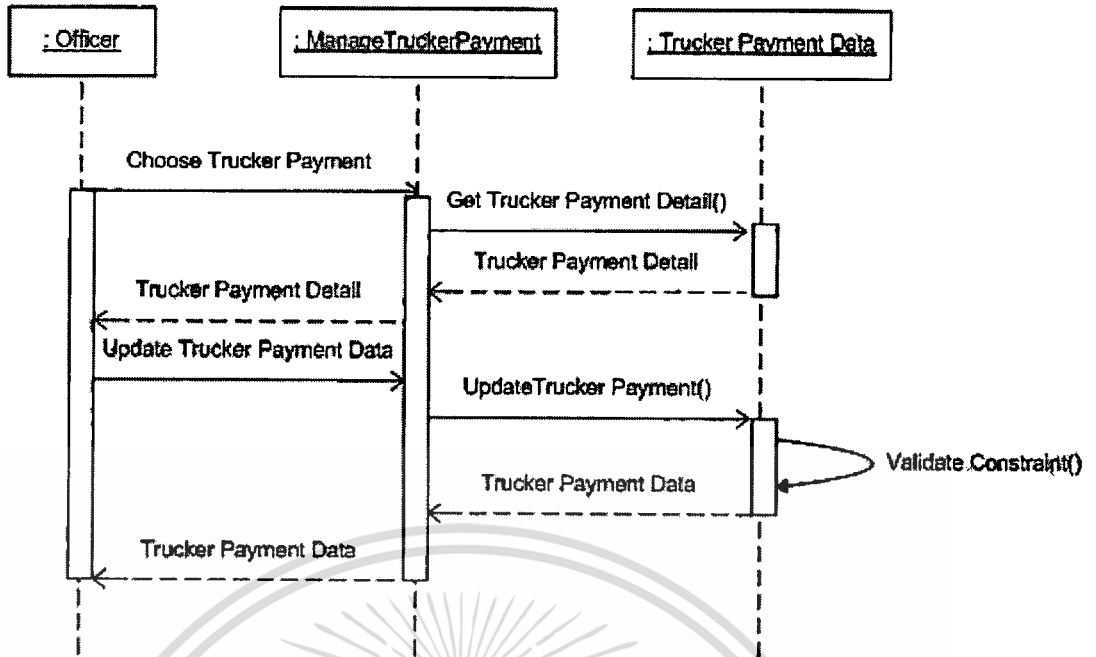 : Officer
: ManageTruckerPayment
: Trucker Payment Data
Choose Trucker Payment
Get Trucker Payment Detail()
Trucker Payment Detail
Trucker Payment Detail
Update Trucker Payment Data
UpdateTrucker Payment()
Validate Constraint()
Trucker Payment Data
Trucker Payment Data